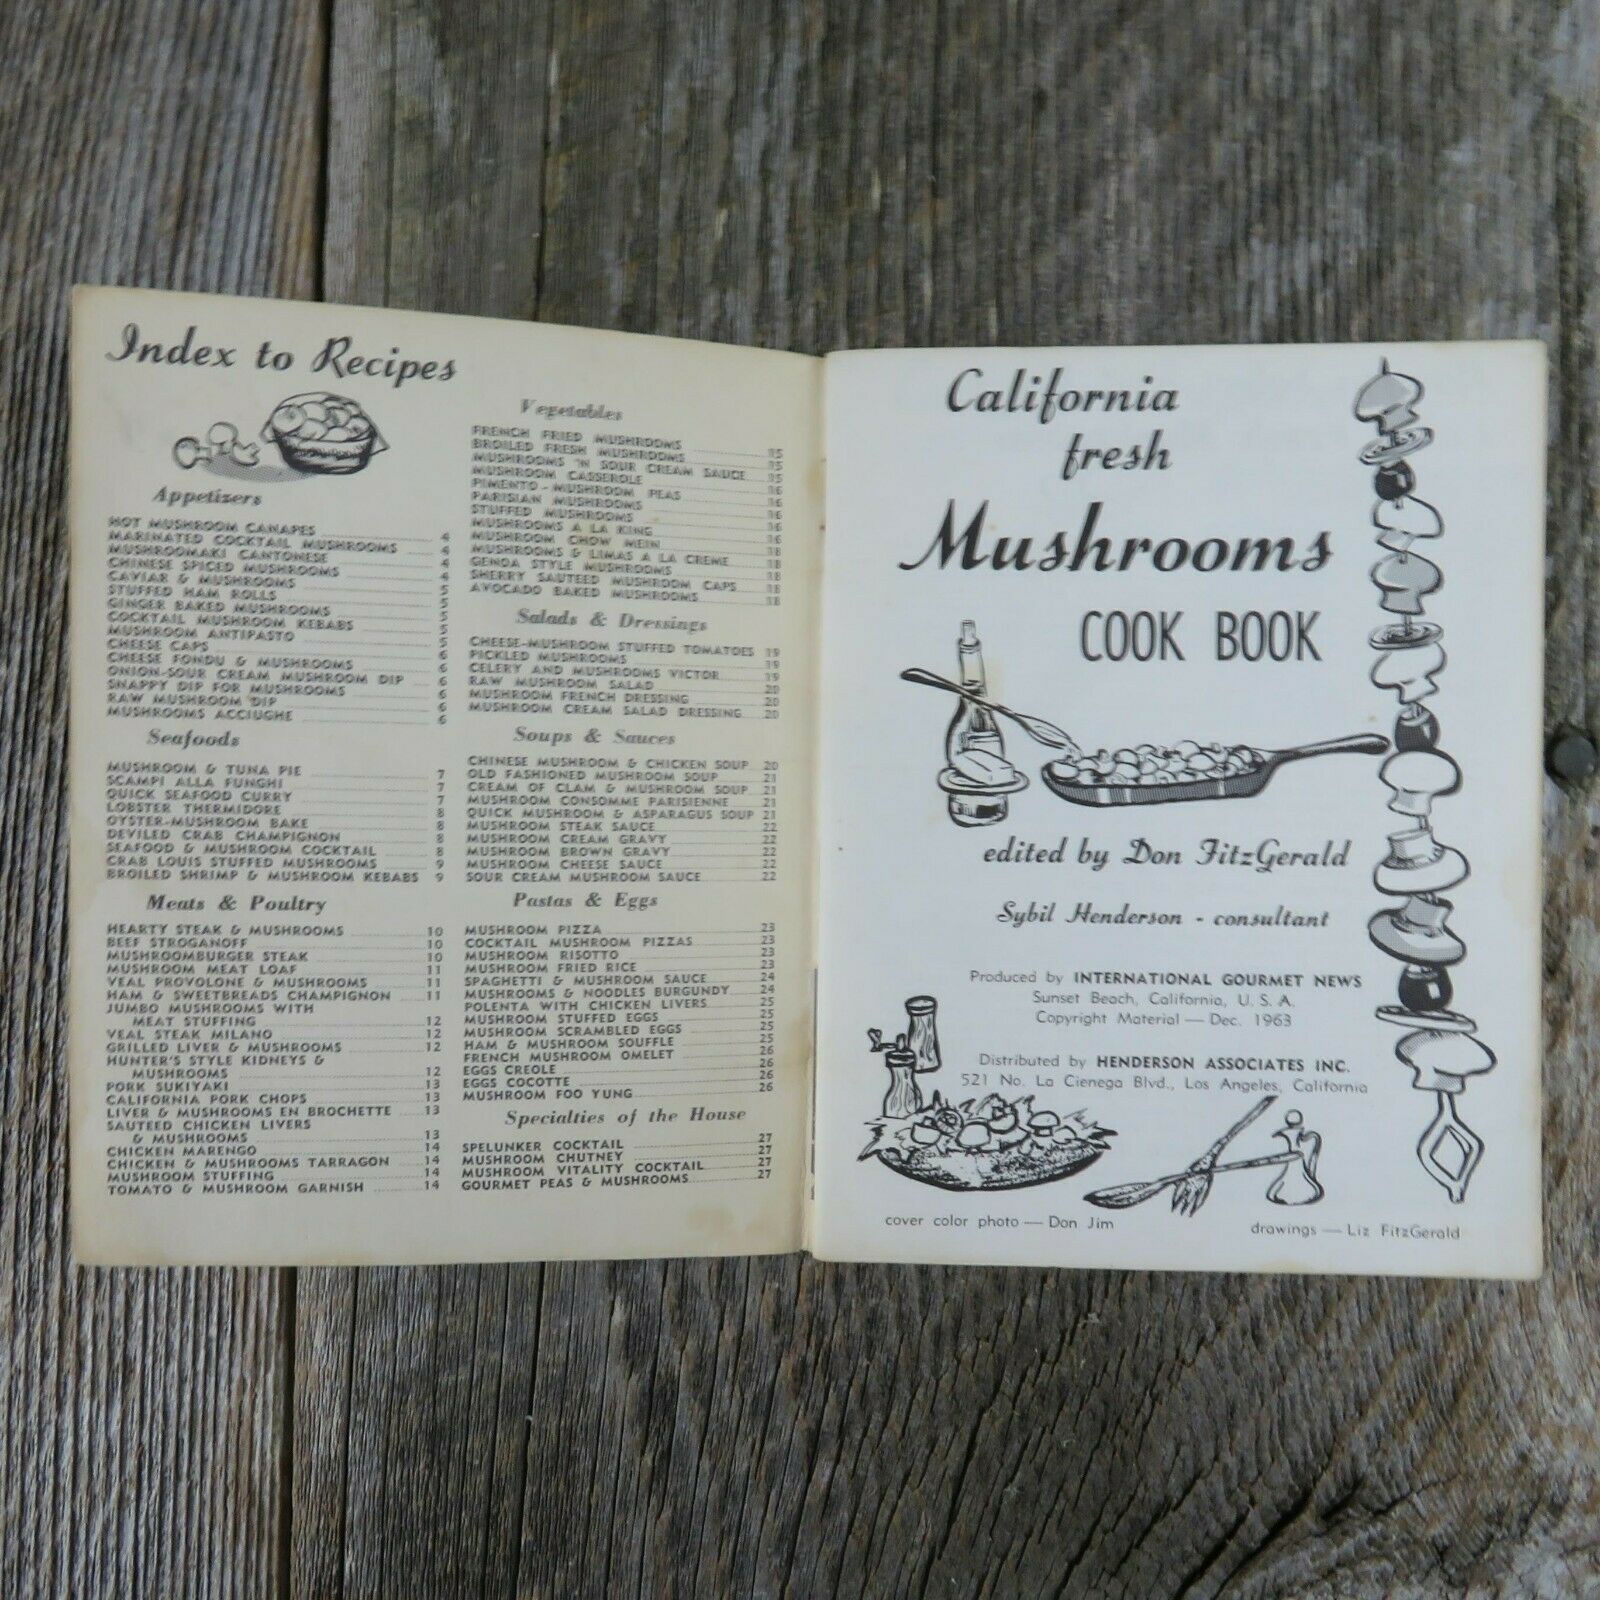 Index to Recipes
Appetizers
HOT MUSHROOM CANAPES 4
MARINATED COCKTAIL MUSHROOMS 4
MUSHROOMAKI CANTONESE 4
CHINESE SPICED MUSHROOMS 4
CAVIAR & MUSHROOMS 5
STUFFED HAM ROLLS 5
GINGER BAKED MUSHROOMS 5
COCKTAIL MUSHROOM KEBABS 5
MUSHROOM ANTIPASTO 5
CHEESE CAPS 6
CHEESE FONDU & MUSHROOMS 6
ONION-SOUR CREAM MUSHROOM DIP 6
SNAPPY DIP FOR MUSHROOMS 6
RAW MUSHROOM DIP 6
MUSHROOMS ACCIUGHE 6
Seafoods
MUSHROOM & TUNA PIE 7
SCAMPI ALLA FUNGHI 7
QUICK SEAFOOD CURRY 7
LOBSTER THERMIDORE 8
OYSTER-MUSHROOM BAKE 8
DEVILED CRAB CHAMPIGNON 8
SEAFOOD & MUSHROOM COCKTAIL 8
CRAB LOUIS STUFFED MUSHROOMS 9
BROILED SHRIMP & MUSHROOM KEBABS 9
Meats & Poultry
HEARTY STEAK & MUSHROOMS 10
BEEF STROGANOFF 10
MUSHROOMBURGER STEAK 10
MUSHROOM MEAT LOAF 11
VEAL PROVOLONE & MUSHROOMS 11
HAM & SWEETBREADS CHAMPIGNON 11
JUMBO MUSHROOMS WITH
MEAT STUFFING 12
VEAL STEAK MILANO 12
GRILLED LIVER & MUSHROOMS 12
HUNTER'S STYLE KIDNEYS &
MUSHROOMS 12
PORK SUKIYAKI 13
CALIFORNIA PORK CHOPS 13
LIVER & MUSHROOMS EN BROCHETTE 13
SAUTEED CHICKEN LIVERS
& MUSHROOMS 13
CHICKEN MARENGO 14
CHICKEN & MUSHROOMS TARRAGON 14
MUSHROOM STUFFING 14
TOMATO & MUSHROOM GARNISH 14
Vegetables
FRENCH FRIED MUSHROOMS 15
BROILED FRESH MUSHROOMS 15
MUSHROOMS 'N SOUR CREAM SAUCE 15
MUSHROOM CASSEROLE 16
PIMENTO-MUSHROOM PEAS 16
PARISIAN MUSHROOMS 16
STUFFED MUSHROOMS 16
MUSHROOMS A LA KING 16
MUSHROOM CHOW MEIN 18
MUSHROOMS & LIMAS A LA CREME 18
GENOA STYLE MUSHROOMS 18
SHERRY SAUTEED MUSHROOM CAPS 18
AVOCADO BAKED MUSHROOMS 18
Salads & Dressings
CHEESE-MUSHROOM STUFFED TOMATOES 19
PICKLED MUSHROOMS 19
CELERY AND MUSHROOMS VICTOR 19
RAW MUSHROOM SALAD 20
MUSHROOM FRENCH DRESSING 20
MUSHROOM CREAM SALAD DRESSING 20
Soups & Sauces
CHINESE MUSHROOM & CHICKEN SOUP 20
OLD FASHIONED MUSHROOM SOUP 21
CREAM OF CLAM & MUSHROOM SOUP 21
MUSHROOM CONSOMME PARISIENNE 21
QUICK MUSHROOM & ASPARAGUS SOUP 21
MUSHROOM STEAK SAUCE 22
MUSHROOM CREAM GRAVY 22
MUSHROOM BROWN GRAVY 22
MUSHROOM CHEESE SAUCE 22
SOUR CREAM MUSHROOM SAUCE 22
Pastas & Eggs
MUSHROOM PIZZA 23
COCKTAIL MUSHROOM PIZZAS 23
MUSHROOM RISOTTO 23
MUSHROOM FRIED RICE 23
SPAGHETTI & MUSHROOM SAUCE 24
MUSHROOMS & NOODLES BURGUNDY 24
POLENTA WITH CHICKEN LIVERS 25
MUSHROOM STUFFED EGGS 25
MUSHROOM SCRAMBLED EGGS 25
HAM & MUSHROOM SOUFFLE 25
FRENCH MUSHROOM OMELET 26
EGGS CREOLE 26
EGGS COCOTTE 26
MUSHROOM FOO YUNG 26
Specialties of the House
SPELUNKER COCKTAIL 27
MUSHROOM CHUTNEY 27
MUSHROOM VITALITY COCKTAIL 27
GOURMET PEAS & MUSHROOMS 27
California
fresh
Mushrooms
COOK BOOK
edited by Don FitzGerald
Sybil Henderson - consultant
Produced by INTERNATIONAL GOURMET NEWS
Sunset Beach, California, U. S. A.
Copyright Material — Dec. 1963
Distributed by HENDERSON ASSOCIATES INC.
521 No. La Cienega Blvd., Los Angeles, California
cover color photo — Don Jim
drawings — Liz FitzGerald